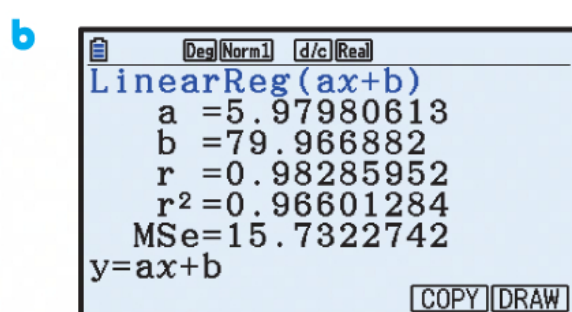 b
Deg Norm1 d/c Real
LinearReg(ax+b)
a =5.97980613
b =79.966882
r =0.98285952
r²=0.96601284
MSe=15.7322742
y=ax+b
COPY DRAW